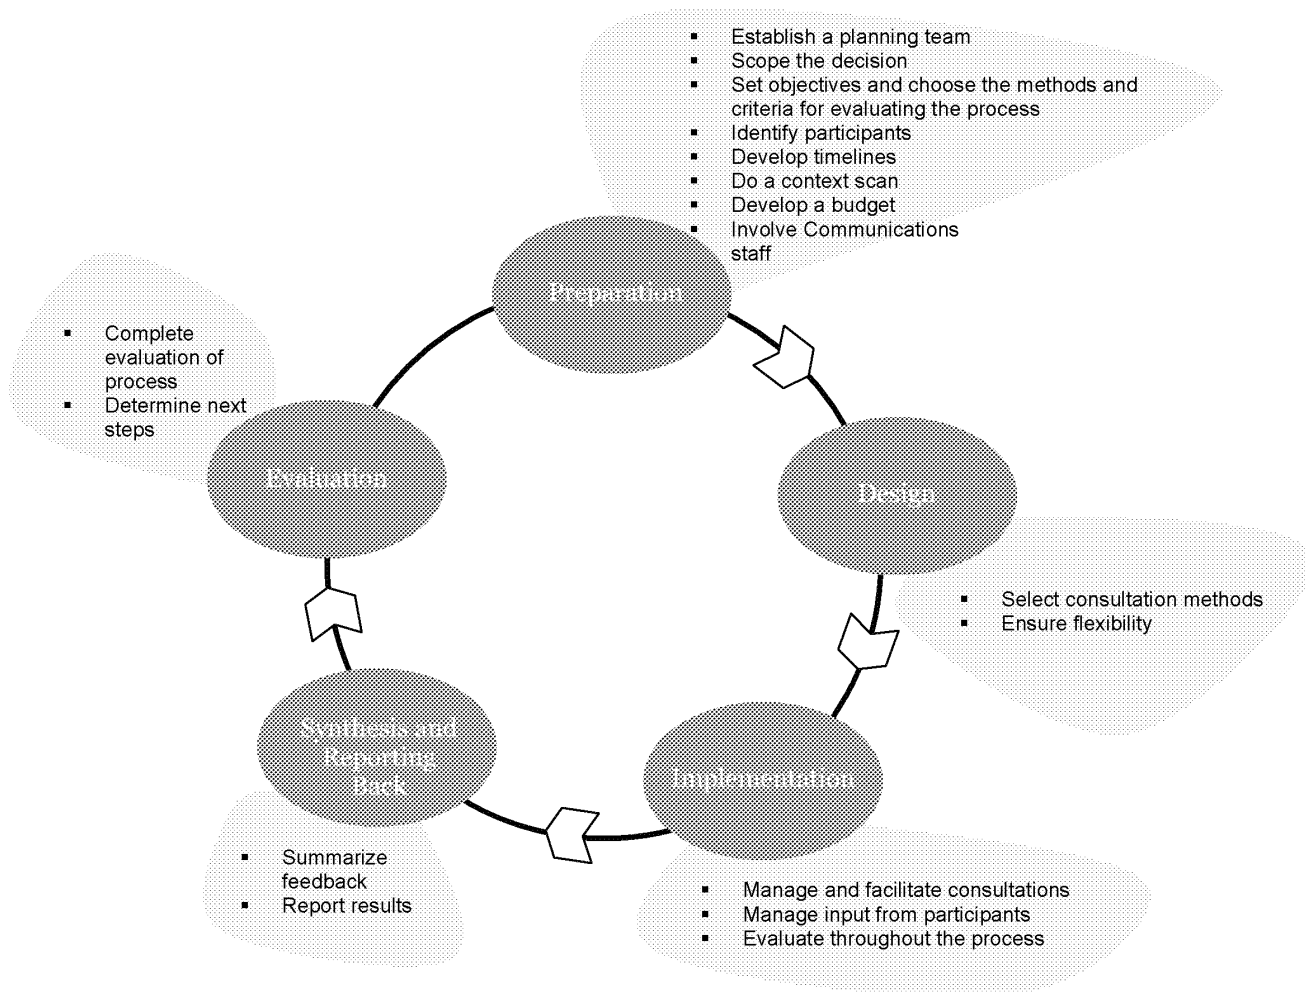 ▪ Establish a planning team
▪ Scope the decision
▪ Set objectives and choose the methods and
criteria for evaluating the process
▪ Identify participants
▪ Develop timelines
▪ Do a context scan
▪ Develop a budget
▪ Involve Communications
staff
Preparation
▪ Complete
evaluation of
process
▪ Determine next
steps
Evaluation
Design
▪ Select consultation methods
▪ Ensure flexibility
Synthesis and
Reporting
Back
Implementation
▪ Summarize
feedback
▪ Report results
▪ Manage and facilitate consultations
▪ Manage input from participants
▪ Evaluate throughout the process